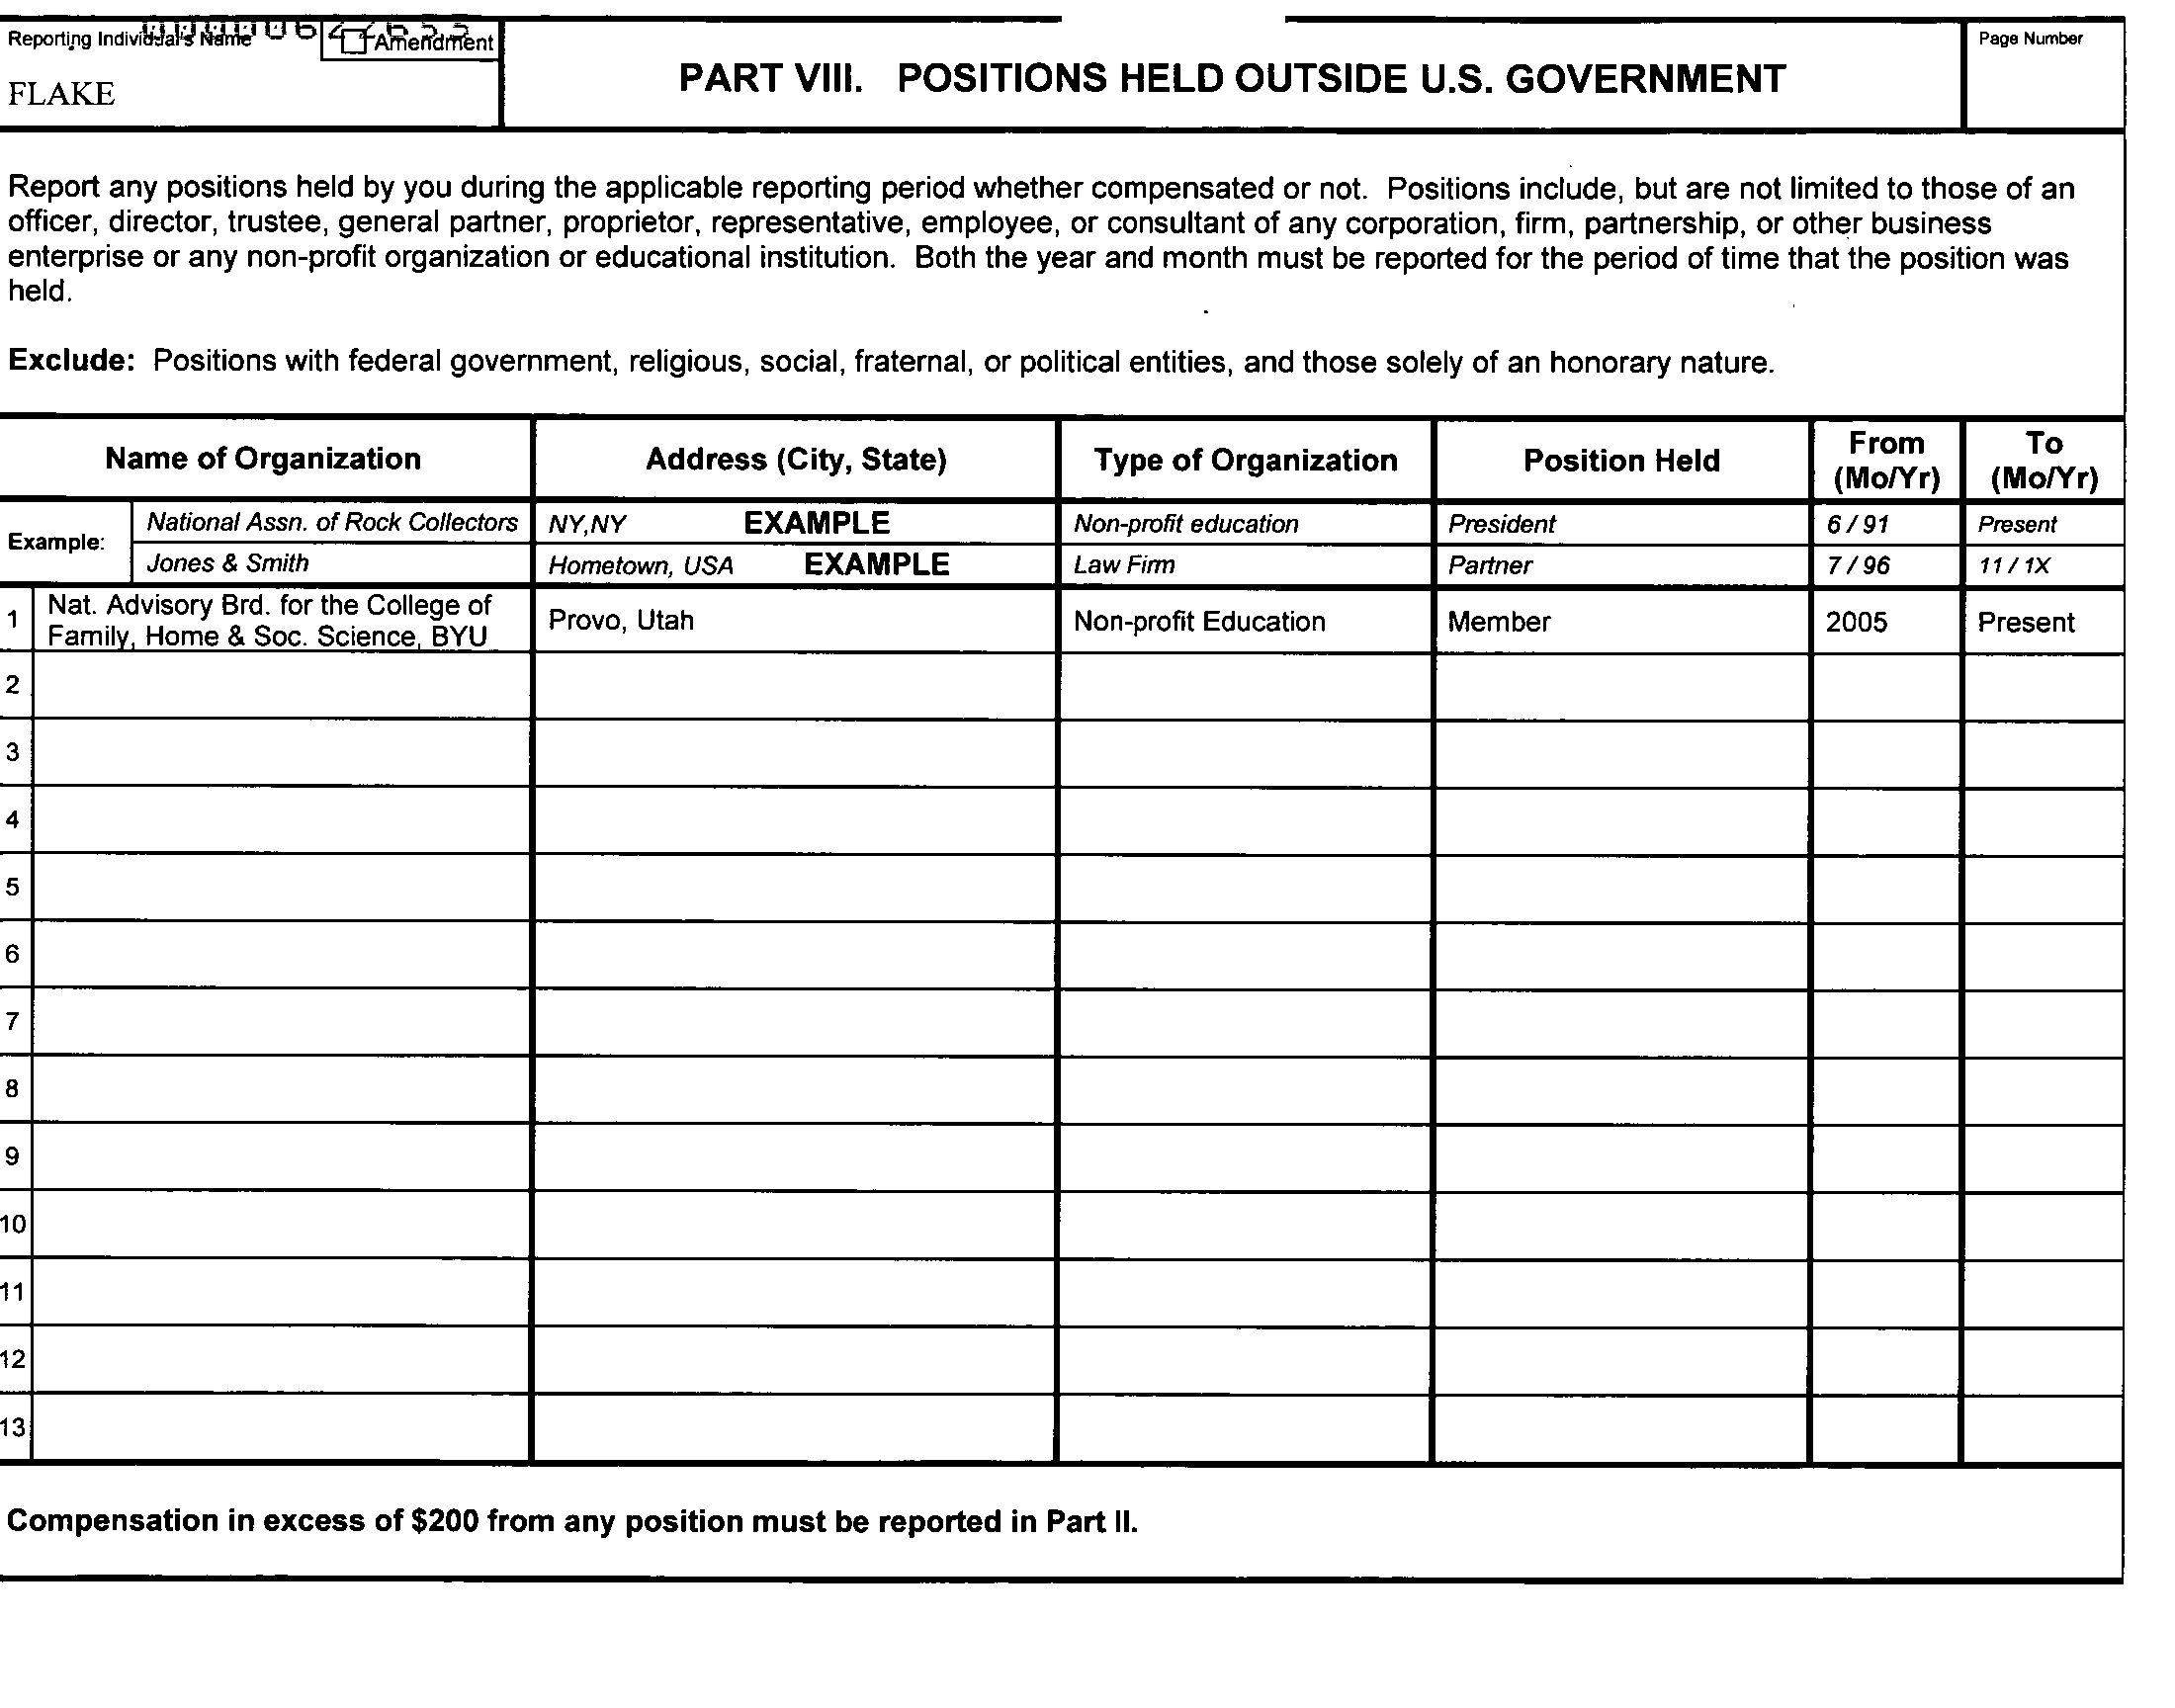 Reporting Individual's Name
Amendment
FLAKE
PART VIII. POSITIONS HELD OUTSIDE U.S. GOVERNMENT
Page Number
Report any positions held by you during the applicable reporting period whether compensated or not. Positions include, but are not limited to those of an
officer, director, trustee, general partner, proprietor, representative, employee, or consultant of any corporation, firm, partnership, or other business
enterprise or any non-profit organization or educational institution. Both the year and month must be reported for the period of time that the position was
held.
Exclude: Positions with federal government, religious, social, fraternal, or political entities, and those solely of an honorary nature.
Name of Organization Address (City, State) Type of Organization Position Held From (Mo/Yr) To (Mo/Yr)
Example:
National Assn. of Rock Collectors NY,NY EXAMPLE Non-profit education President 6 / 91 Present
Jones & Smith Hometown, USA EXAMPLE Law Firm Partner 7 / 96 11 / 1X
1 Nat. Advisory Brd. for the College of
Family, Home & Soc. Science, BYU Provo, Utah Non-profit Education Member 2005 Present
2
3
4
5
6
7
8
9
10
11
12
13
Compensation in excess of $200 from any position must be reported in Part II.